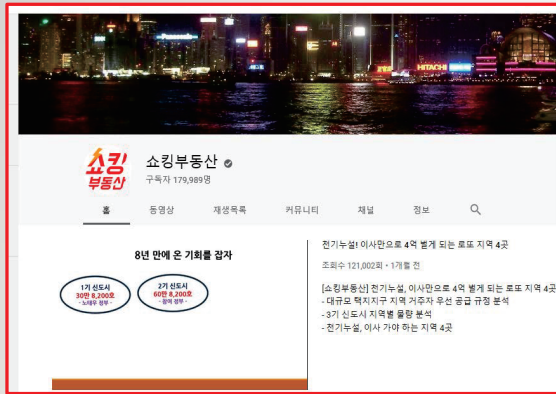 HITACHI
쇼킹
부동산
쇼킹부동산
구독자 179,989명
홈 동영상 재생목록 커뮤니티 채널 정보
8년 만에 온 기회를 잡자
1기 신도시
30만 8,200호
- 노태우 정부 -
2기 신도시
60만 8,200호
- 참여 정부 -
전기누설! 이사만으로 4억 벌게 되는 로또 지역 4곳
조회수 121,002회 • 1개월 전
[쇼킹부동산] 전기누설, 이사만으로 4억 벌게 되는 로또 지역 4곳
- 대규모 택지지구 지역 거주자 우선 공급 규정 분석
- 3기 신도시 지역별 물량 분석
- 전기누설, 이사 가야 하는 지역 4곳